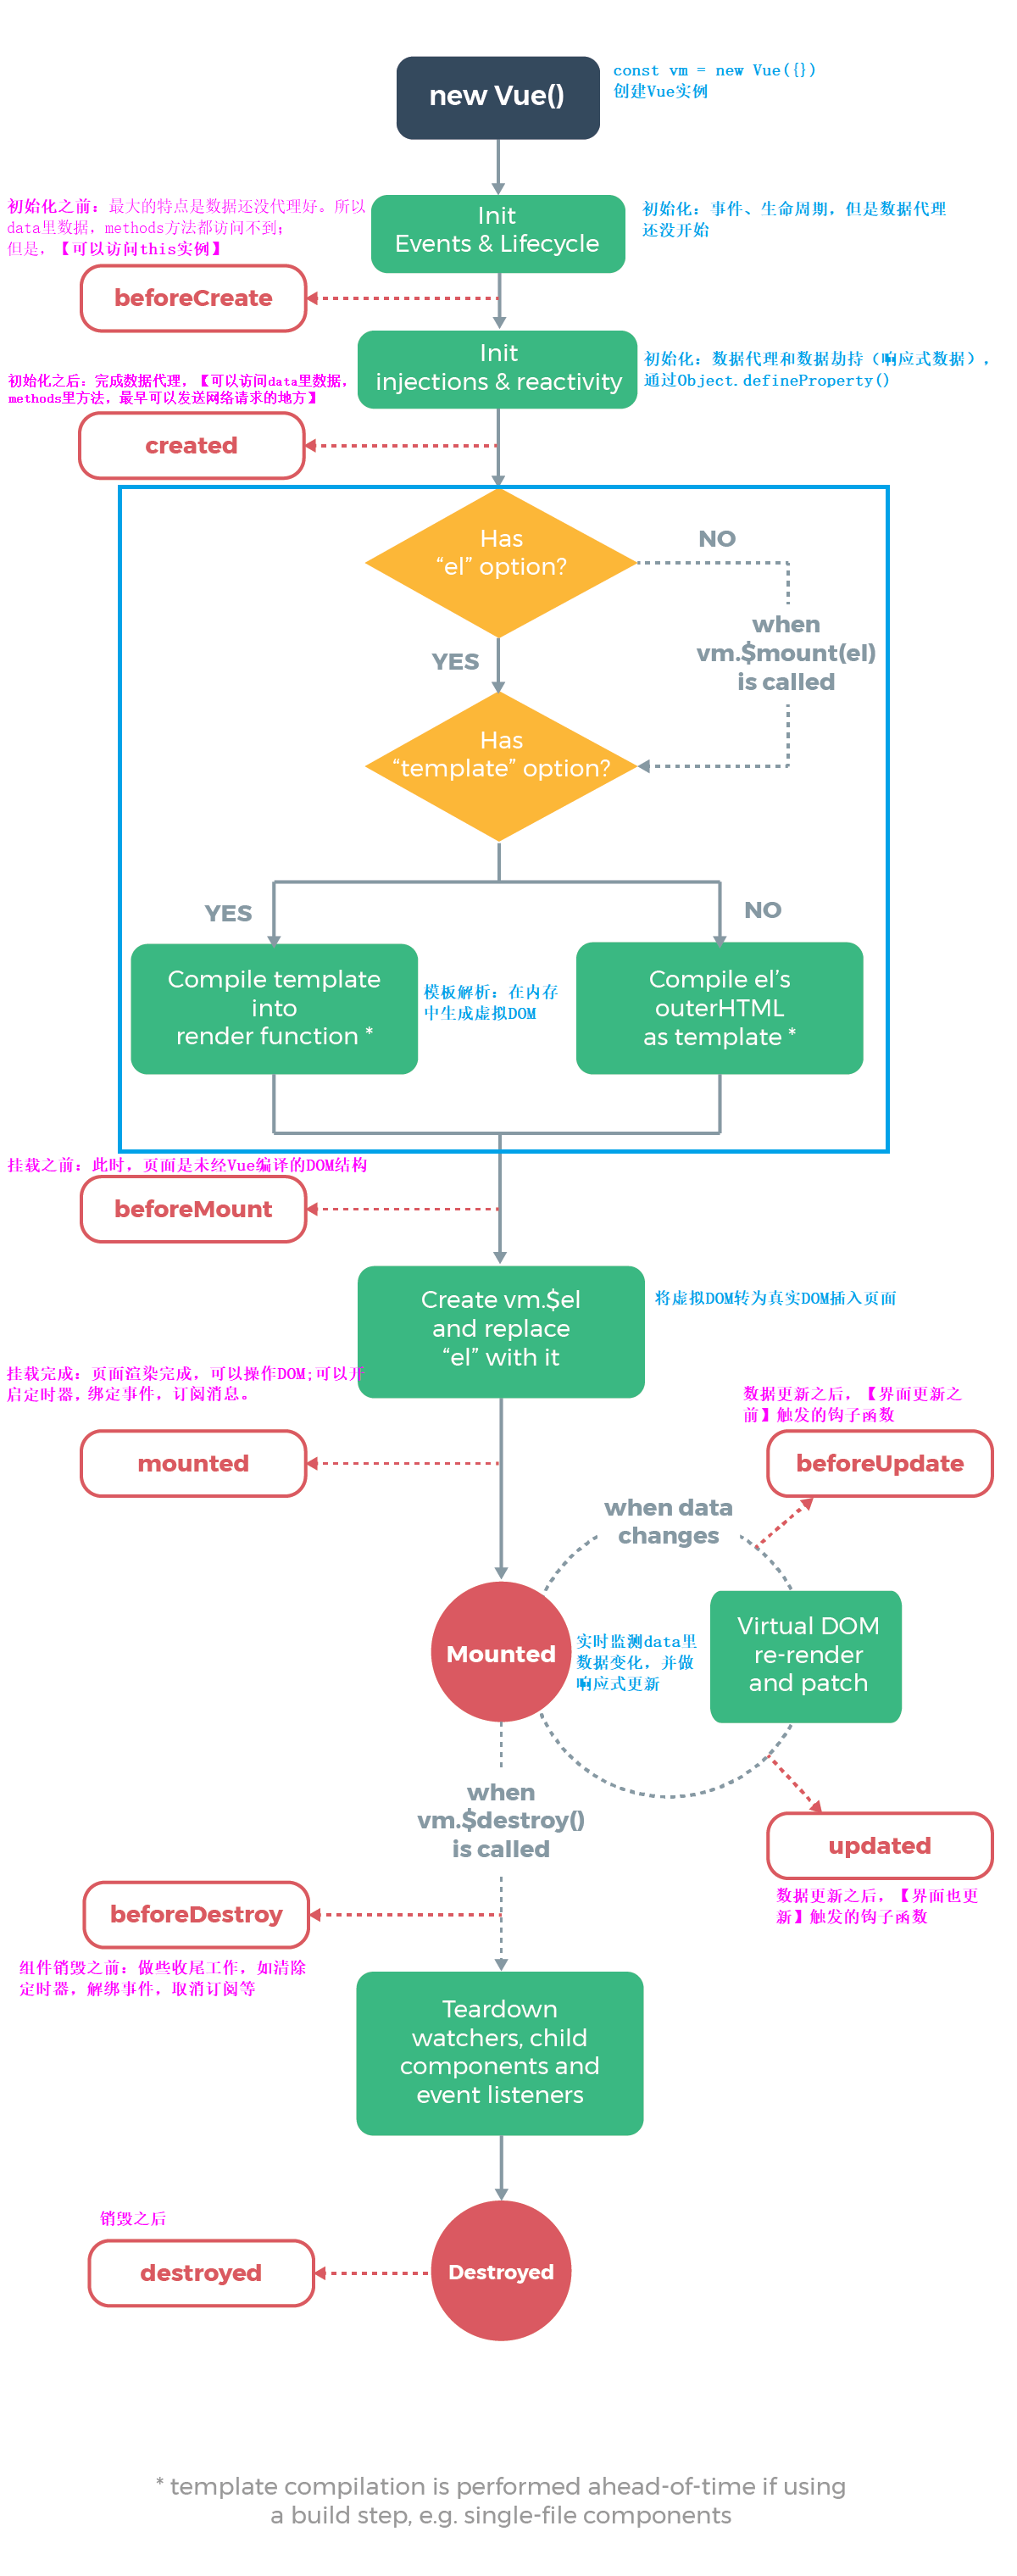 new Vue()
const vm = new Vue({})
创建Vue实例
初始化之前：最大的特点是数据还没代理好。所以
data里数据，methods方法都访问不到；
但是，【可以访问this实例】
Init
Events & Lifecycle
初始化：事件、生命周期，但是数据代理
还没开始
beforeCreate
Init
injections & reactivity
初始化：数据代理和数据劫持（响应式数据），
通过Object.defineProperty()
初始化之后：完成数据代理，【可以访问data里数据，
methods里方法，最早可以发送网络请求的地方】
created
Has
“el” option?
NO
when
vm.$mount(el)
is called
YES
Has
“template” option?
YES
NO
Compile template
into
render function *
模板解析：在内存
中生成虚拟DOM
Compile el’s
outerHTML
as template *
挂载之前：此时，页面是未经Vue编译的DOM结构
beforeMount
Create vm.$el
and replace
“el” with it
将虚拟DOM转为真实DOM插入页面
挂载完成：页面渲染完成，可以操作DOM;可以开
启定时器，绑定事件，订阅消息。
mounted
数据更新之后，【界面更新之
前】触发的钩子函数
beforeUpdate
when data
changes
Mounted
实时监测data里
数据变化，并做
响应式更新
Virtual DOM
re-render
and patch
when
vm.$destroy()
is called
updated
数据更新之后，【界面也更
新】触发的钩子函数
beforeDestroy
组件销毁之前：做些收尾工作，如清除
定时器，解绑事件，取消订阅等
Teardown
watchers, child
components and
event listeners
销毁之后
destroyed
Destroyed
* template compilation is performed ahead-of-time if using
a build step, e.g. single-file components